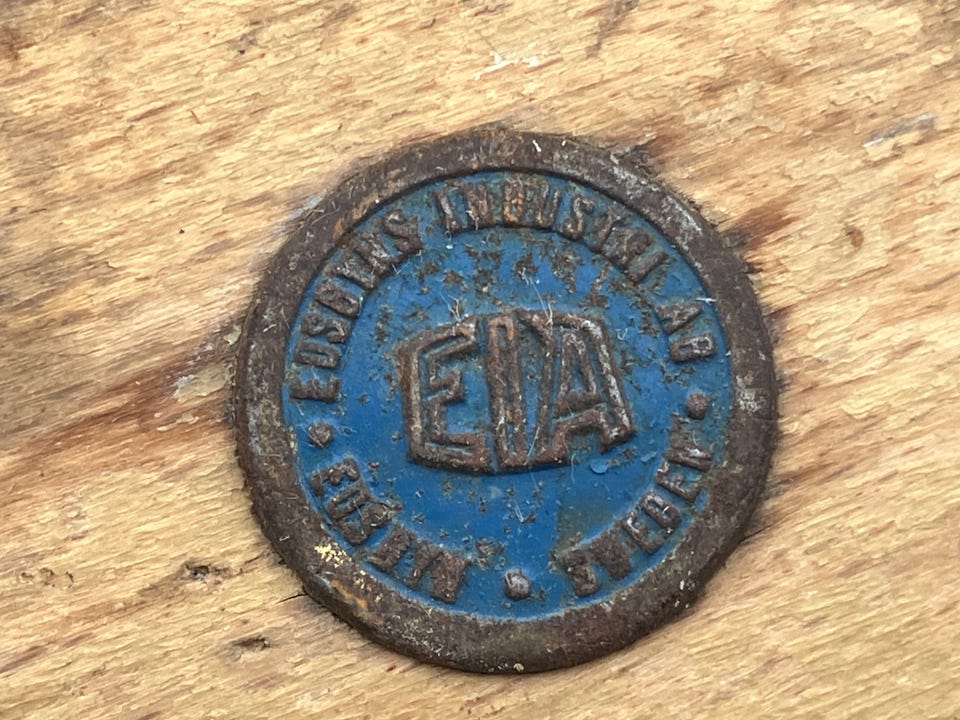 EDSBYNS INDUSTRI AB
EIA
EDSBYN • SWEDEN